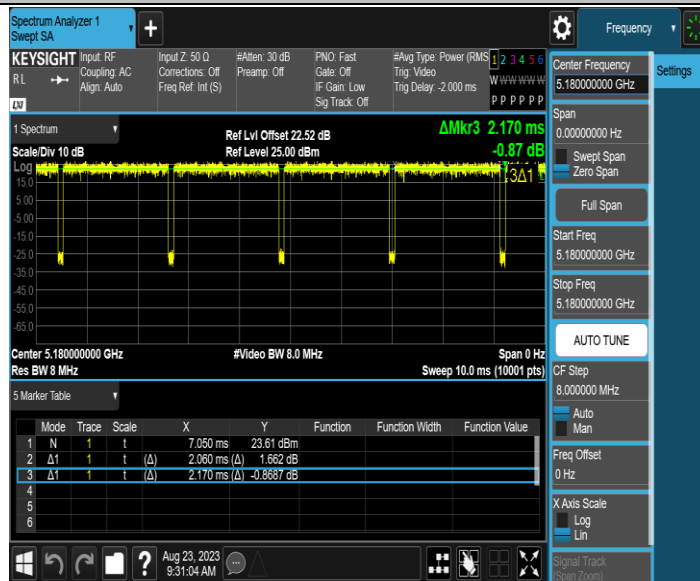 Spectrum Analyzer 1
Swept SA
Frequency
KEYSIGHT
R L
LXI
Input: RF
Coupling: AC
Align: Auto
Input Z: 50 Ω
Corrections: Off
Freq Ref: Int (S)
#Atten: 30 dB
Preamp: Off
PNO: Fast
Gate: Off
IF Gain: Low
Sig Track: Off
#Avg Type: Power (RMS
Trig: Video
Trig Delay: -2.000 ms
1 2 3 4 5 6
W W W W W W
P P P P P P
Center Frequency
5.180000000 GHz
Settings
Span
0.00000000 Hz
Swept Span
Zero Span
Full Span
Start Freq
5.180000000 GHz
Stop Freq
5.180000000 GHz
AUTO TUNE
CF Step
8.000000 MHz
Auto
Man
Freq Offset
0 Hz
X Axis Scale
Log
Lin
Signal Track
(Span Zoom)
1 Spectrum
Scale/Div 10 dB
Ref Lvl Offset 22.52 dB
Ref Level 25.00 dBm
ΔMkr3 2.170 ms
-0.87 dB
Log
15.0
5.00
-5.00
-15.0
-25.0
-35.0
-45.0
-55.0
-65.0
3Δ1
Center 5.180000000 GHz
#Video BW 8.0 MHz
Span 0 Hz
Res BW 8 MHz
Sweep 10.0 ms (10001 pts)
5 Marker Table
Mode Trace Scale X Y Function Function Width Function Value
1 N 1 t 7.050 ms 23.61 dBm
2 Δ1 1 t (Δ) 2.060 ms (Δ) 1.662 dB
3 Δ1 1 t (Δ) 2.170 ms (Δ) -0.8687 dB
4
5
6
?
Aug 23, 2023
9:31:04 AM